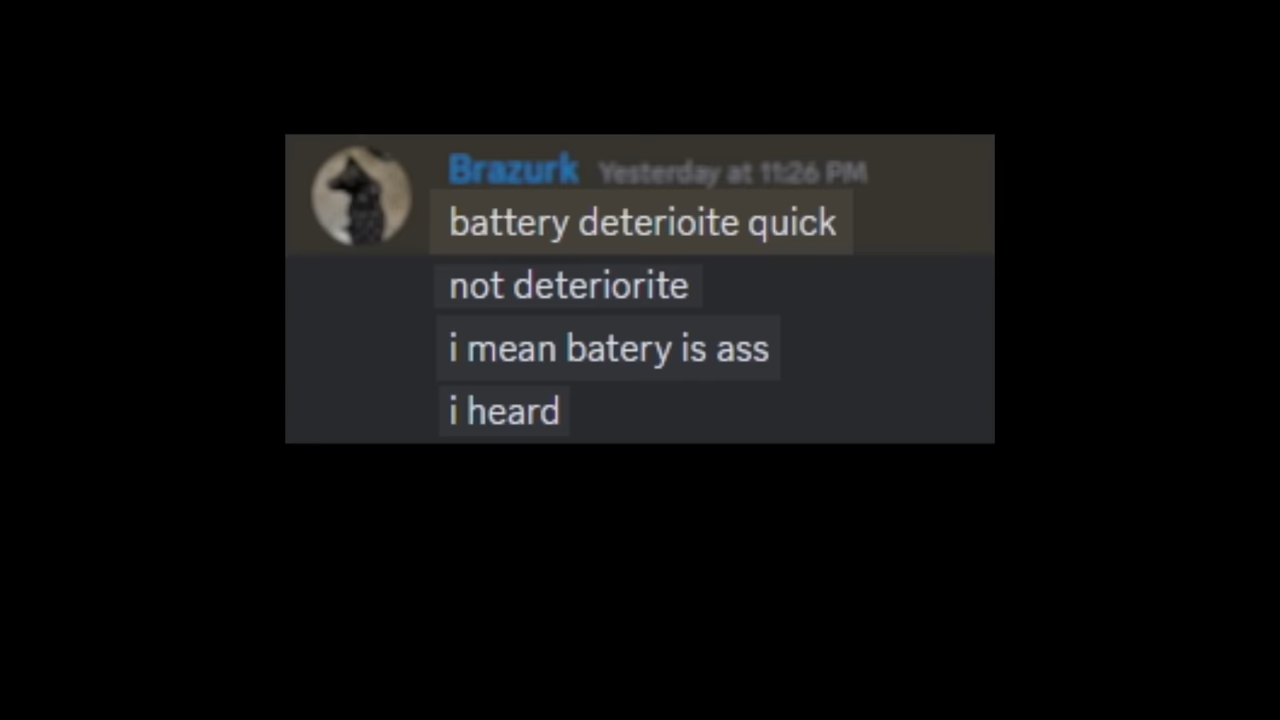 Brazurk Yesterday at 11:26 PM
battery deterioite quick
not deteriorite
i mean batery is ass
i heard